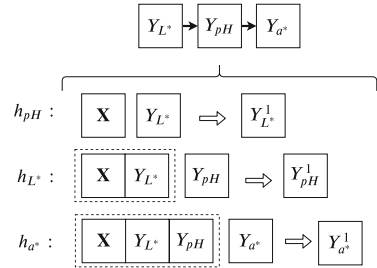 Y_{L*} → Y_{pH} → Y_{a*}
h_{pH} : X Y_{L*} ⇒ Y^1_{L*}
h_{L*} : X Y_{L*} Y_{pH} ⇒ Y^1_{pH}
h_{a*} : X Y_{L*} Y_{pH} Y_{a*} ⇒ Y^1_{a*}